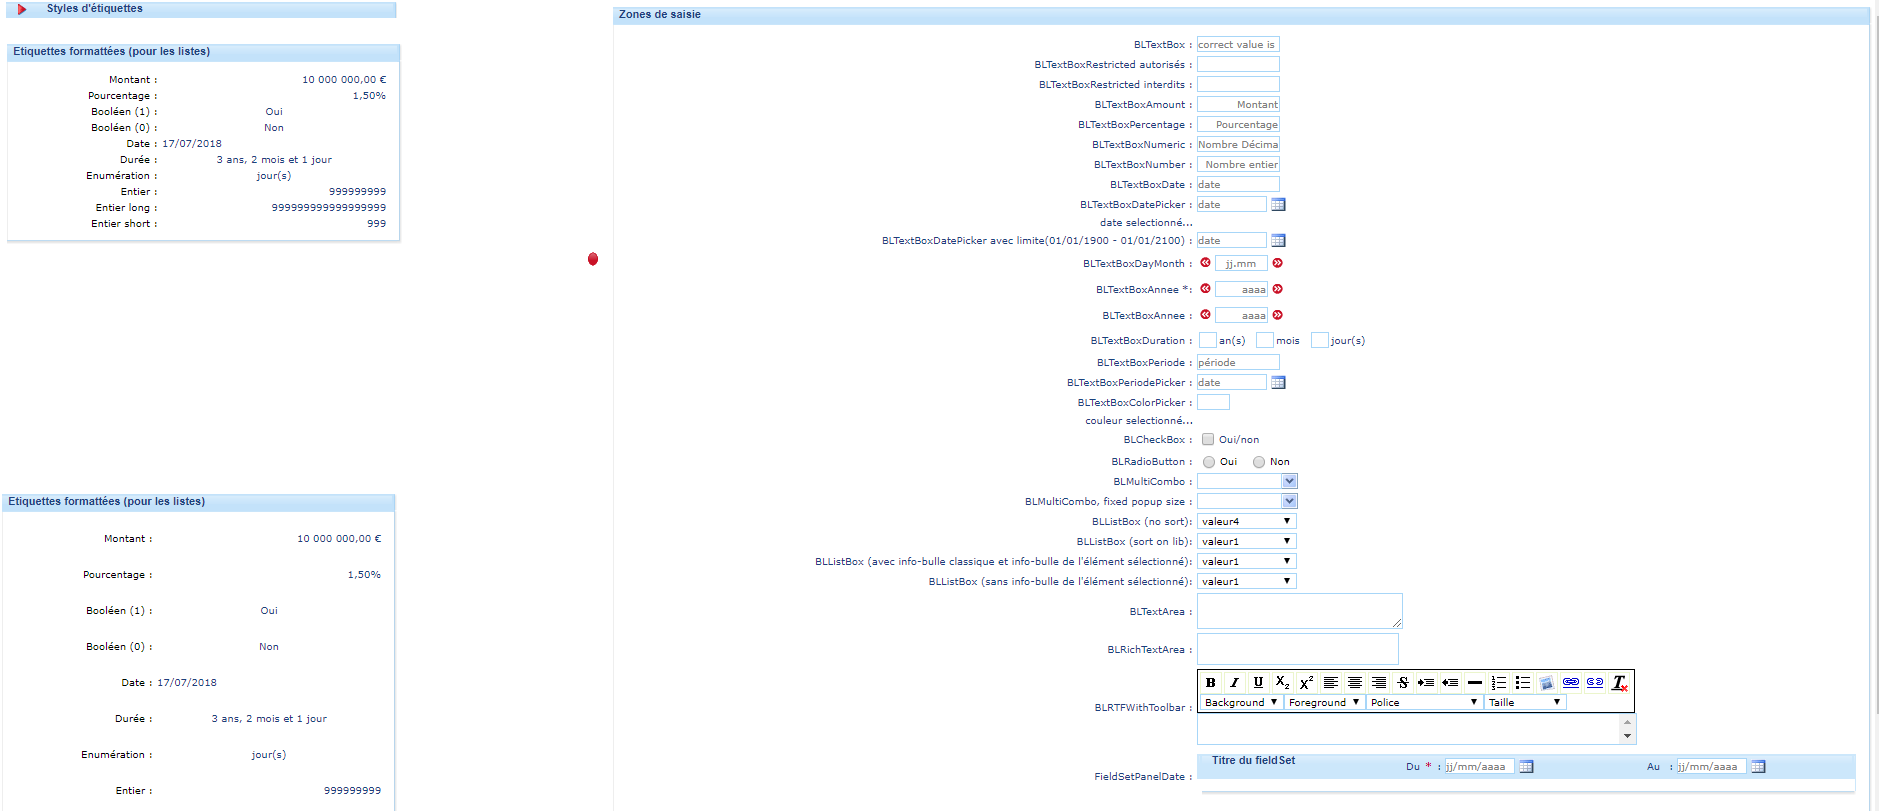 Styles d'étiquettes
Etiquettes formattées (pour les listes)
Montant : 10 000 000,00 €
Pourcentage : 1,50%
Booléen (1) : Oui
Booléen (0) : Non
Date : 17/07/2018
Durée : 3 ans, 2 mois et 1 jour
Enumération : jour(s)
Entier : 999999999
Entier long : 999999999999999999
Entier short : 999
Etiquettes formattées (pour les listes)
Montant : 10 000 000,00 €
Pourcentage : 1,50%
Booléen (1) : Oui
Booléen (0) : Non
Date : 17/07/2018
Durée : 3 ans, 2 mois et 1 jour
Enumération : jour(s)
Entier : 999999999
Zones de saisie
BLTextBox : correct value is
BLTextBoxRestricted autorisés :
BLTextBoxRestricted interdits :
BLTextBoxAmount : Montant
BLTextBoxPercentage : Pourcentage
BLTextBoxNumeric : Nombre Décima
BLTextBoxNumber : Nombre entier
BLTextBoxDate : date
BLTextBoxDatePicker : date
date selectionné...
BLTextBoxDatePicker avec limite(01/01/1900 - 01/01/2100) : date
BLTextBoxDayMonth : jj.mm
BLTextBoxAnnee *: aaaa
BLTextBoxAnnee : aaaa
BLTextBoxDuration : an(s) mois jour(s)
BLTextBoxPeriode : période
BLTextBoxPeriodePicker : date
BLTextBoxColorPicker :
couleur selectionné...
BLCheckBox : Oui/non
BLRadioButton : Oui Non
BLMultiCombo :
BLMultiCombo, fixed popup size :
BLListBox (no sort): valeur4
BLListBox (sort on lib): valeur1
BLListBox (avec info-bulle classique et info-bulle de l'élément sélectionné): valeur1
BLListBox (sans info-bulle de l'élément sélectionné): valeur1
BLTextArea :
BLRichTextArea :
B I U X2 X2 S T
Background Foreground Police Taille
BLRTFWithToolbar :
Titre du fieldSet
Du * : jj/mm/aaaa Au : jj/mm/aaaa
FieldSetPanelDate :